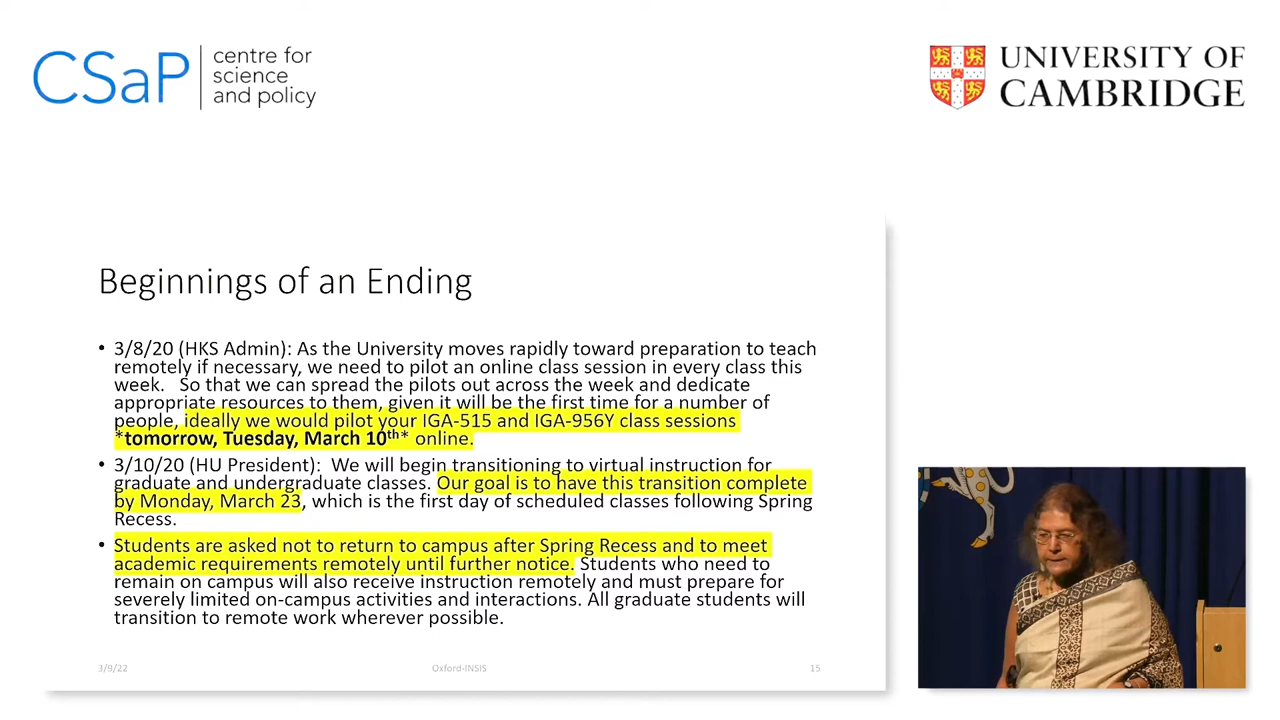 CSaP
centre for
science
and policy
UNIVERSITY OF
CAMBRIDGE
Beginnings of an Ending
• 3/8/20 (HKS Admin): As the University moves rapidly toward preparation to teach
remotely if necessary, we need to pilot an online class session in every class this
week. So that we can spread the pilots out across the week and dedicate
appropriate resources to them, given it will be the first time for a number of
people, ideally we would pilot your IGA-515 and IGA-956Y class sessions
*tomorrow, Tuesday, March 10th* online.
• 3/10/20 (HU President): We will begin transitioning to virtual instruction for
graduate and undergraduate classes. Our goal is to have this transition complete
by Monday, March 23, which is the first day of scheduled classes following Spring
Recess.
• Students are asked not to return to campus after Spring Recess and to meet
academic requirements remotely until further notice. Students who need to
remain on campus will also receive instruction remotely and must prepare for
severely limited on-campus activities and interactions. All graduate students will
transition to remote work wherever possible.
3/9/22
Oxford-INSIS
15